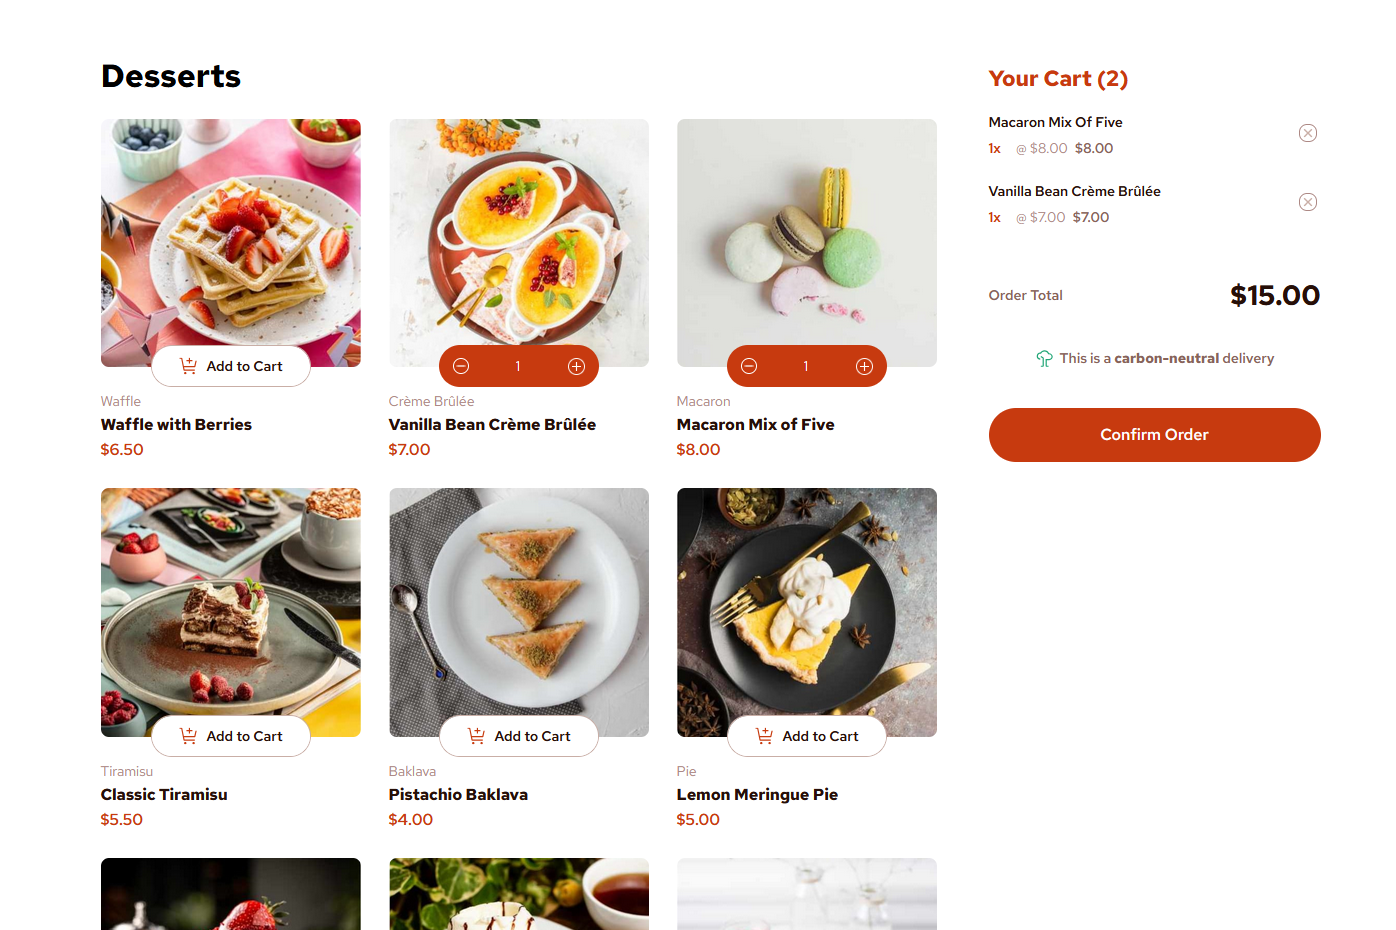 Desserts
Add to Cart
Waffle
Waffle with Berries
$6.50
1
Crème Brûlée
Vanilla Bean Crème Brûlée
$7.00
1
Macaron
Macaron Mix of Five
$8.00
Add to Cart
Tiramisu
Classic Tiramisu
$5.50
Add to Cart
Baklava
Pistachio Baklava
$4.00
Add to Cart
Pie
Lemon Meringue Pie
$5.00
Your Cart (2)
Macaron Mix Of Five
1x @ $8.00 $8.00
Vanilla Bean Crème Brûlée
1x @ $7.00 $7.00
Order Total $15.00
This is a carbon-neutral delivery
Confirm Order